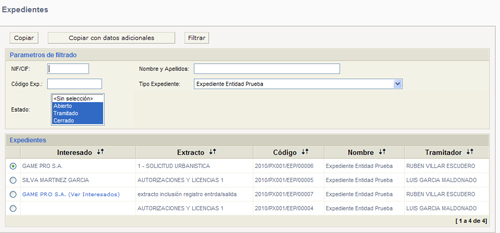 Expedientes
Copiar Copiar con datos adicionales Filtrar
Parametros de filtrado
NIF/CIF: Nombre y Apellidos:
Código Exp.: Tipo Expediente: Expediente Entidad Prueba
Estado: <Sin selección>
Abierto
Tramitado
Cerrado
Expedientes
Interesado Extracto Código Nombre Tramitador
GAME PRO S.A. 1 - SOLICITUD URBANISTICA 2010/PX001/EEP/00006 Expediente Entidad Prueba RUBEN VILLAR ESCUDERO
SILVA MARTINEZ GARCIA AUTORIZACIONES Y LICENCIAS 1 2010/PX001/EEP/00005 Expediente Entidad Prueba LUIS GARCIA MALDONADO
GAME PRO S.A. (Ver Interesados) extracto inclusión registro entrda/salida 2010/PX001/EEP/00007 Expediente Entidad Prueba RUBEN VILLAR ESCUDERO
AUTORIZACIONES Y LICENCIAS 1 2010/PX001/EEP/00004 Expediente Entidad Prueba LUIS GARCIA MALDONADO
[ 1 a 4 de 4]